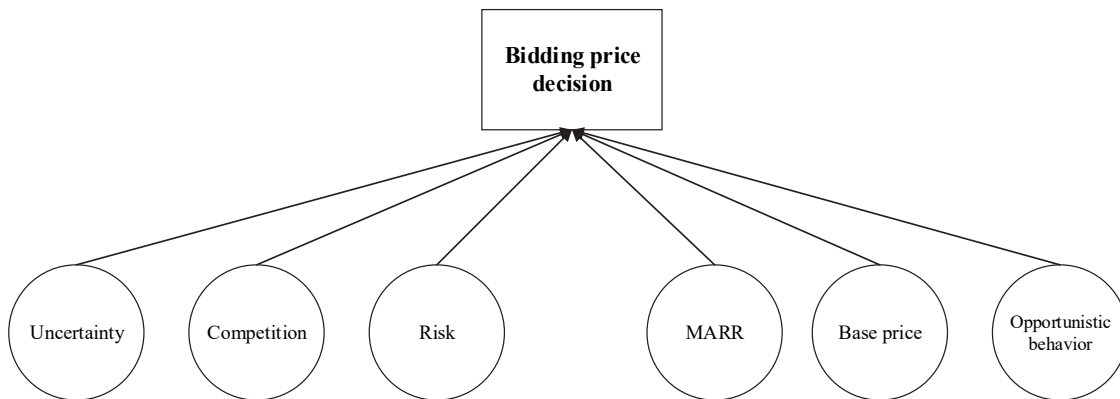 Bidding price
decision
Uncertainty
Competition
Risk
MARR
Base price
Opportunistic
behavior